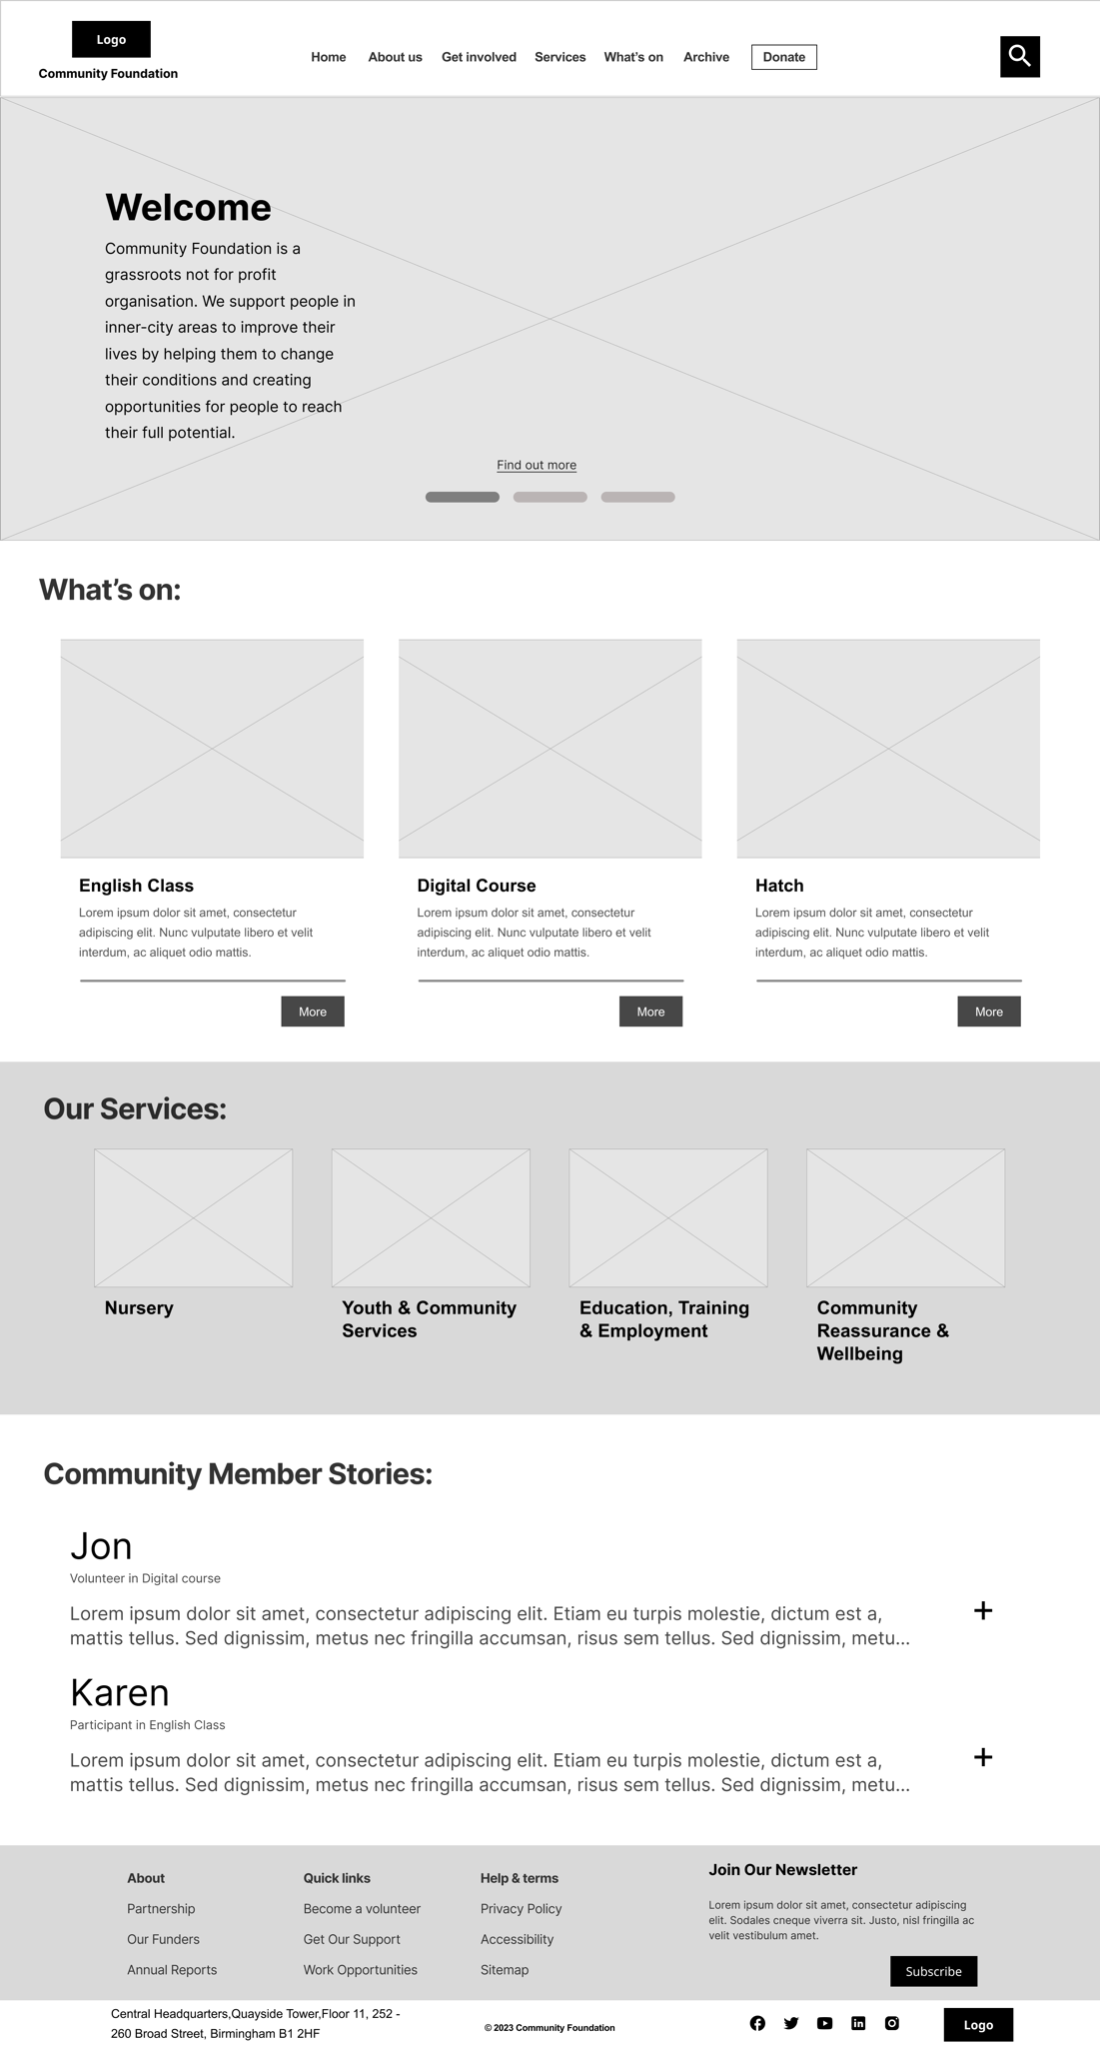 Logo
Community Foundation
Home About us Get involved Services What's on Archive Donate
Welcome
Community Foundation is a
grassroots not for profit
organisation. We support people in
inner-city areas to improve their
lives by helping them to change
their conditions and creating
opportunities for people to reach
their full potential.
Find out more
What's on:
English Class
Lorem ipsum dolor sit amet, consectetur
adipiscing elit. Nunc vulputate libero et velit
interdum, ac aliquet odio mattis.
More
Digital Course
Lorem ipsum dolor sit amet, consectetur
adipiscing elit. Nunc vulputate libero et velit
interdum, ac aliquet odio mattis.
More
Hatch
Lorem ipsum dolor sit amet, consectetur
adipiscing elit. Nunc vulputate libero et velit
interdum, ac aliquet odio mattis.
More
Our Services:
Nursery
Youth & Community
Services
Education, Training
& Employment
Community
Reassurance &
Wellbeing
Community Member Stories:
Jon
Volunteer in Digital course
Lorem ipsum dolor sit amet, consectetur adipiscing elit. Etiam eu turpis molestie, dictum est a,
mattis tellus. Sed dignissim, metus nec fringilla accumsan, risus sem tellus. Sed dignissim, metu...
Karen
Participant in English Class
Lorem ipsum dolor sit amet, consectetur adipiscing elit. Etiam eu turpis molestie, dictum est a,
mattis tellus. Sed dignissim, metus nec fringilla accumsan, risus sem tellus. Sed dignissim, metu...
About
Partnership
Our Funders
Annual Reports
Quick links
Become a volunteer
Get Our Support
Work Opportunities
Help & terms
Privacy Policy
Accessibility
Sitemap
Join Our Newsletter
Lorem ipsum dolor sit amet, consectetur adipiscing
elit. Sodales cneque viverra sit. Justo, nisl fringilla ac
velit vestibulum amet.
Subscribe
Central Headquarters,Quayside Tower,Floor 11, 252 -
260 Broad Street, Birmingham B1 2HF
© 2023 Community Foundation
Logo